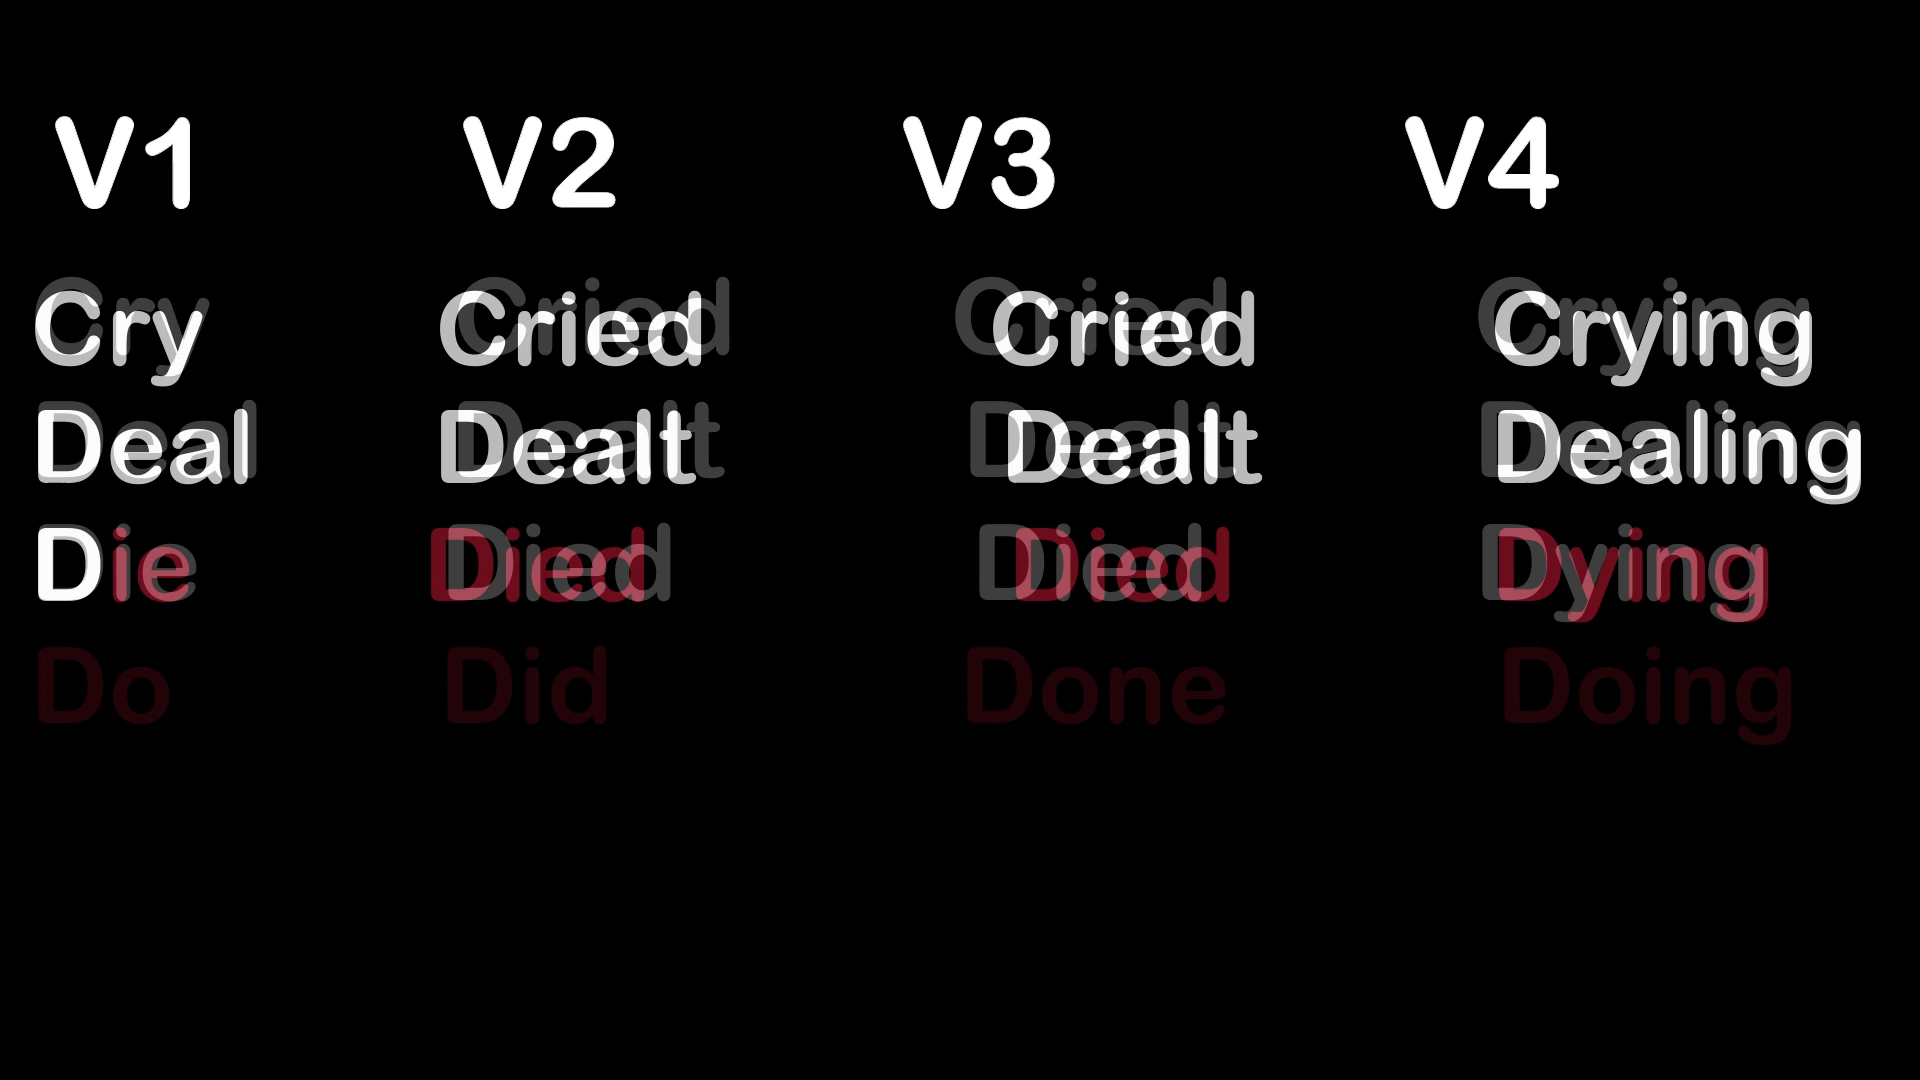 V1 V2 V3 V4
Cry Cried Cried Crying
Deal Dealt Dealt Dealing
Die Died Died Dying
Do Did Done Doing